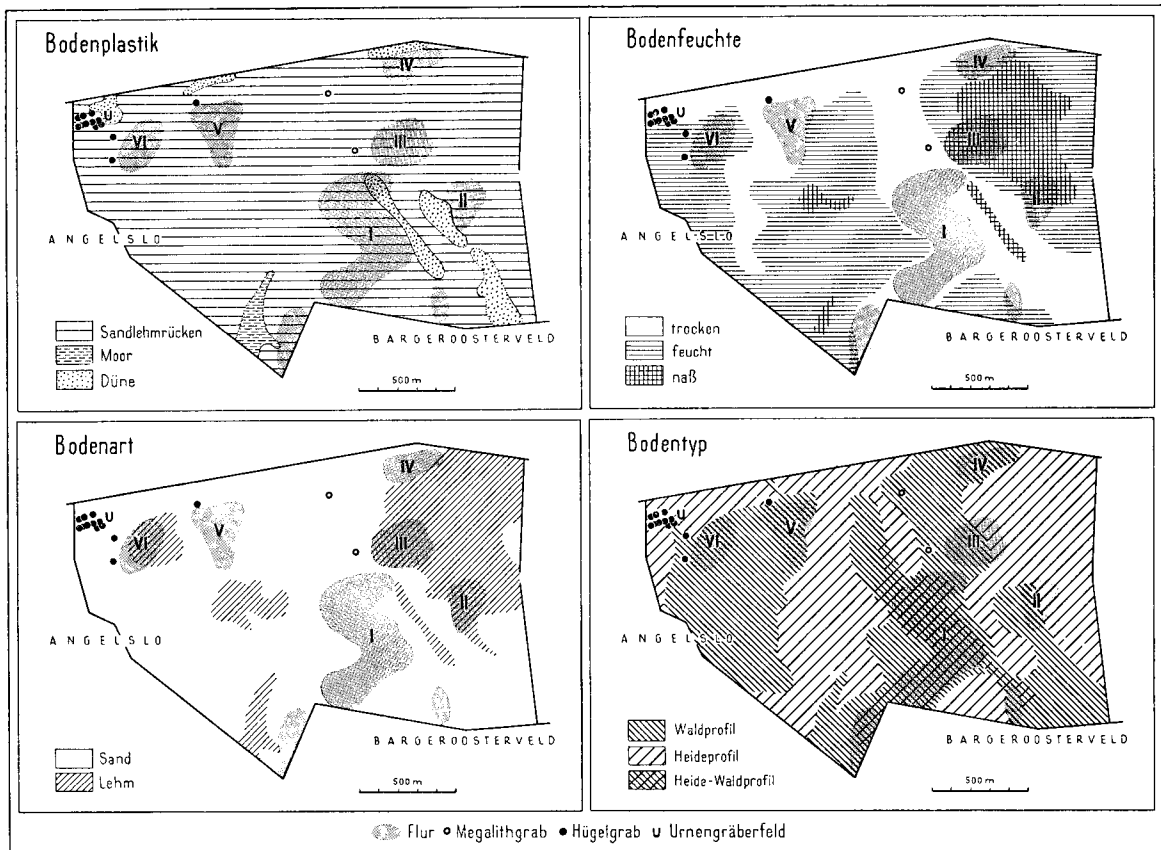 Bodenplastik
IV
U
V
VI
III
II
I
ANGELSLO
BARGEROOSTERVELD
Sandlehmrücken
Moor
Düne
500 m
Bodenfeuchte
IV
U
V
VI
III
II
I
ANGELSLO
BARGEROOSTERVELD
trocken
feucht
naß
500 m
Bodenart
IV
U
V
VI
III
II
I
ANGELSLO
BARGEROOSTERVELD
Sand
Lehm
500 m
Bodentyp
IV
U
V
VI
III
II
I
ANGELSLO
BARGEROOSTERVELD
Waldprofil
Heideprofil
Heide-Waldprofil
500 m
Flur Megalithgrab Hügelgrab U Urnengräberfeld